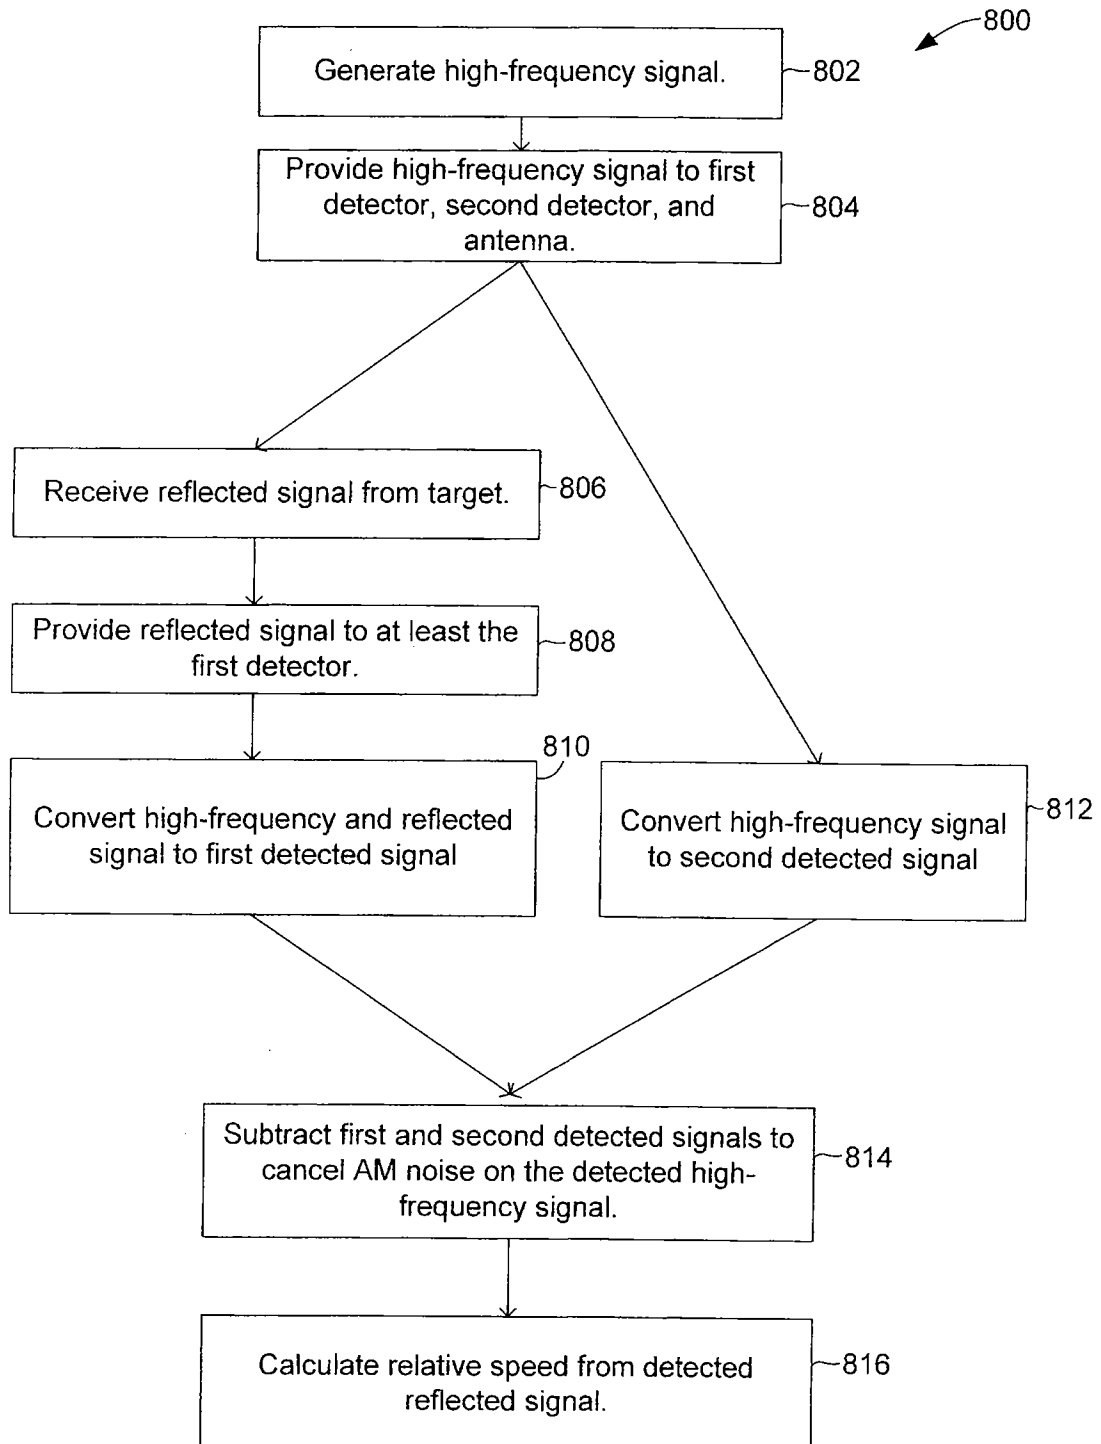 800
Generate high-frequency signal.
802
Provide high-frequency signal to first
detector, second detector, and
antenna.
804
Receive reflected signal from target.
806
Provide reflected signal to at least the
first detector.
808
810
Convert high-frequency and reflected
signal to first detected signal
Convert high-frequency signal
to second detected signal
812
Subtract first and second detected signals to
cancel AM noise on the detected high-
frequency signal.
814
Calculate relative speed from detected
reflected signal.
816